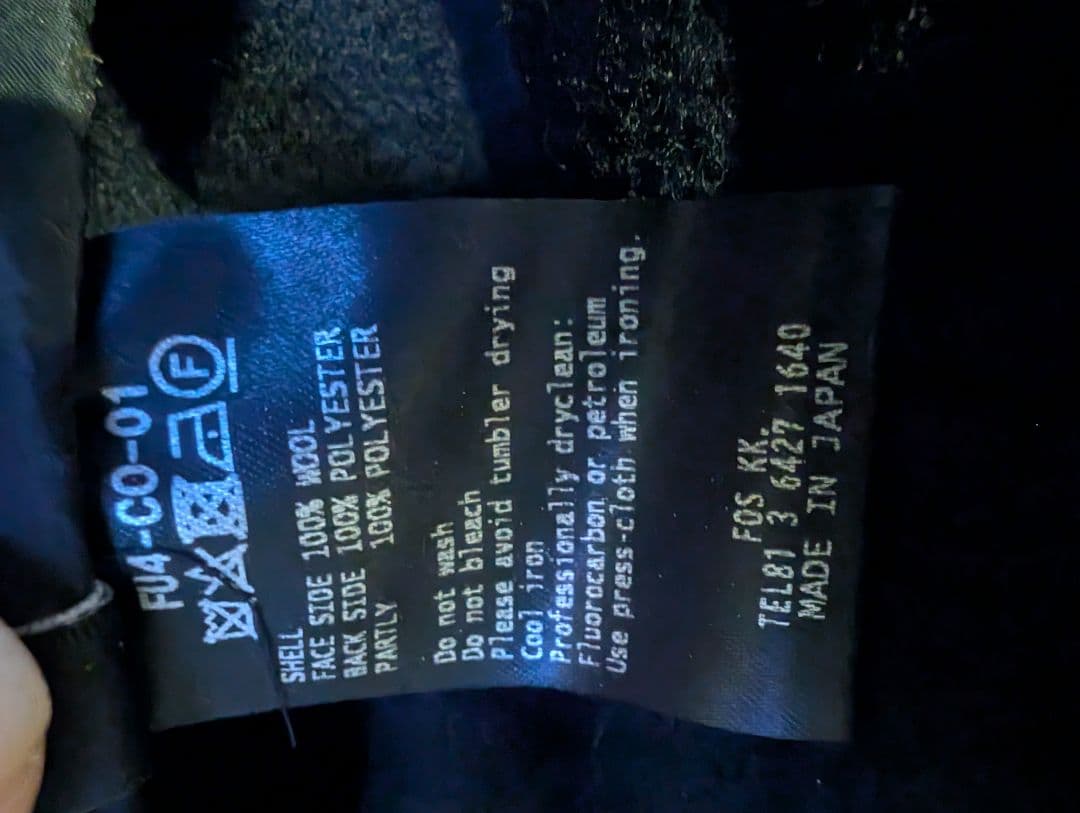 FU4-CO-01
F
SHELL
FACE SIDE 100% WOOL
BACK SIDE 100% POLYESTER
PARTLY 100% POLYESTER
Do not wash
Do not bleach
Please avoid tumbler drying
Cool iron
Professionally dryclean:
Fluorocarbon or petroleum
Use press-cloth when ironing.
FOS KK.
TEL81 3 6427 1640
MADE IN JAPAN